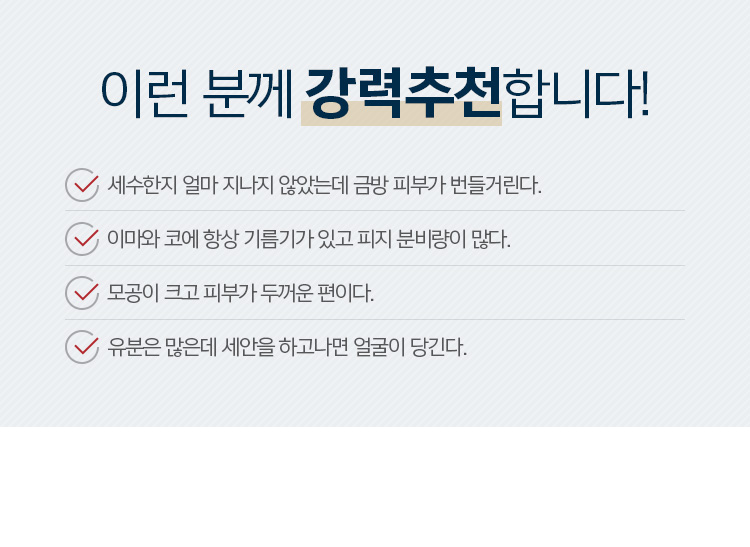 이런 분께 강력추천합니다!
세수한지 얼마 지나지 않았는데 금방 피부가 번들거린다.
이마와 코에 항상 기름기가 있고 피지 분비량이 많다.
모공이 크고 피부가 두꺼운 편이다.
유분은 많은데 세안을 하고나면 얼굴이 당긴다.